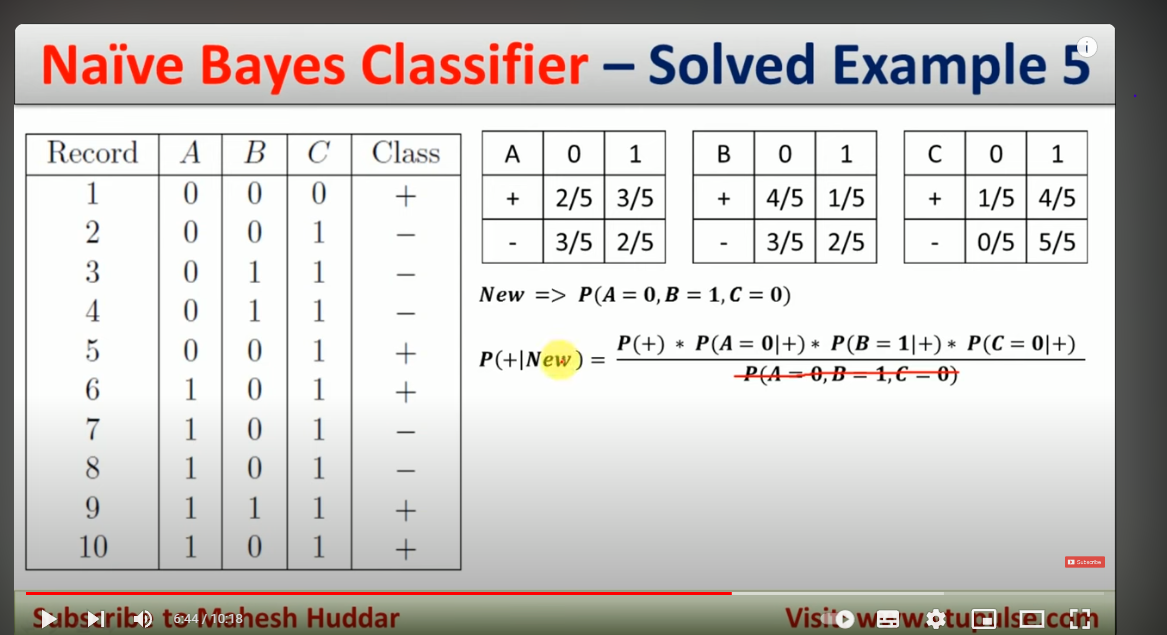 Naïve Bayes Classifier – Solved Example 5
Record A B C Class
1 0 0 0 +
2 0 0 1 −
3 0 1 1 −
4 0 1 1 −
5 0 0 1 +
6 1 0 1 +
7 1 0 1 −
8 1 0 1 −
9 1 1 1 +
10 1 0 1 +
A 0 1
+ 2/5 3/5
- 3/5 2/5
B 0 1
+ 4/5 1/5
- 3/5 2/5
C 0 1
+ 1/5 4/5
- 0/5 5/5
New => P(A = 0, B = 1, C = 0)
P(+|New) = P(+) * P(A = 0|+) * P(B = 1|+) * P(C = 0|+)
P(A = 0, B = 1, C = 0)
Subscribe
Subscribe to Mahesh Huddar
6:44 / 10:18
Visit: www.vtupulse.com